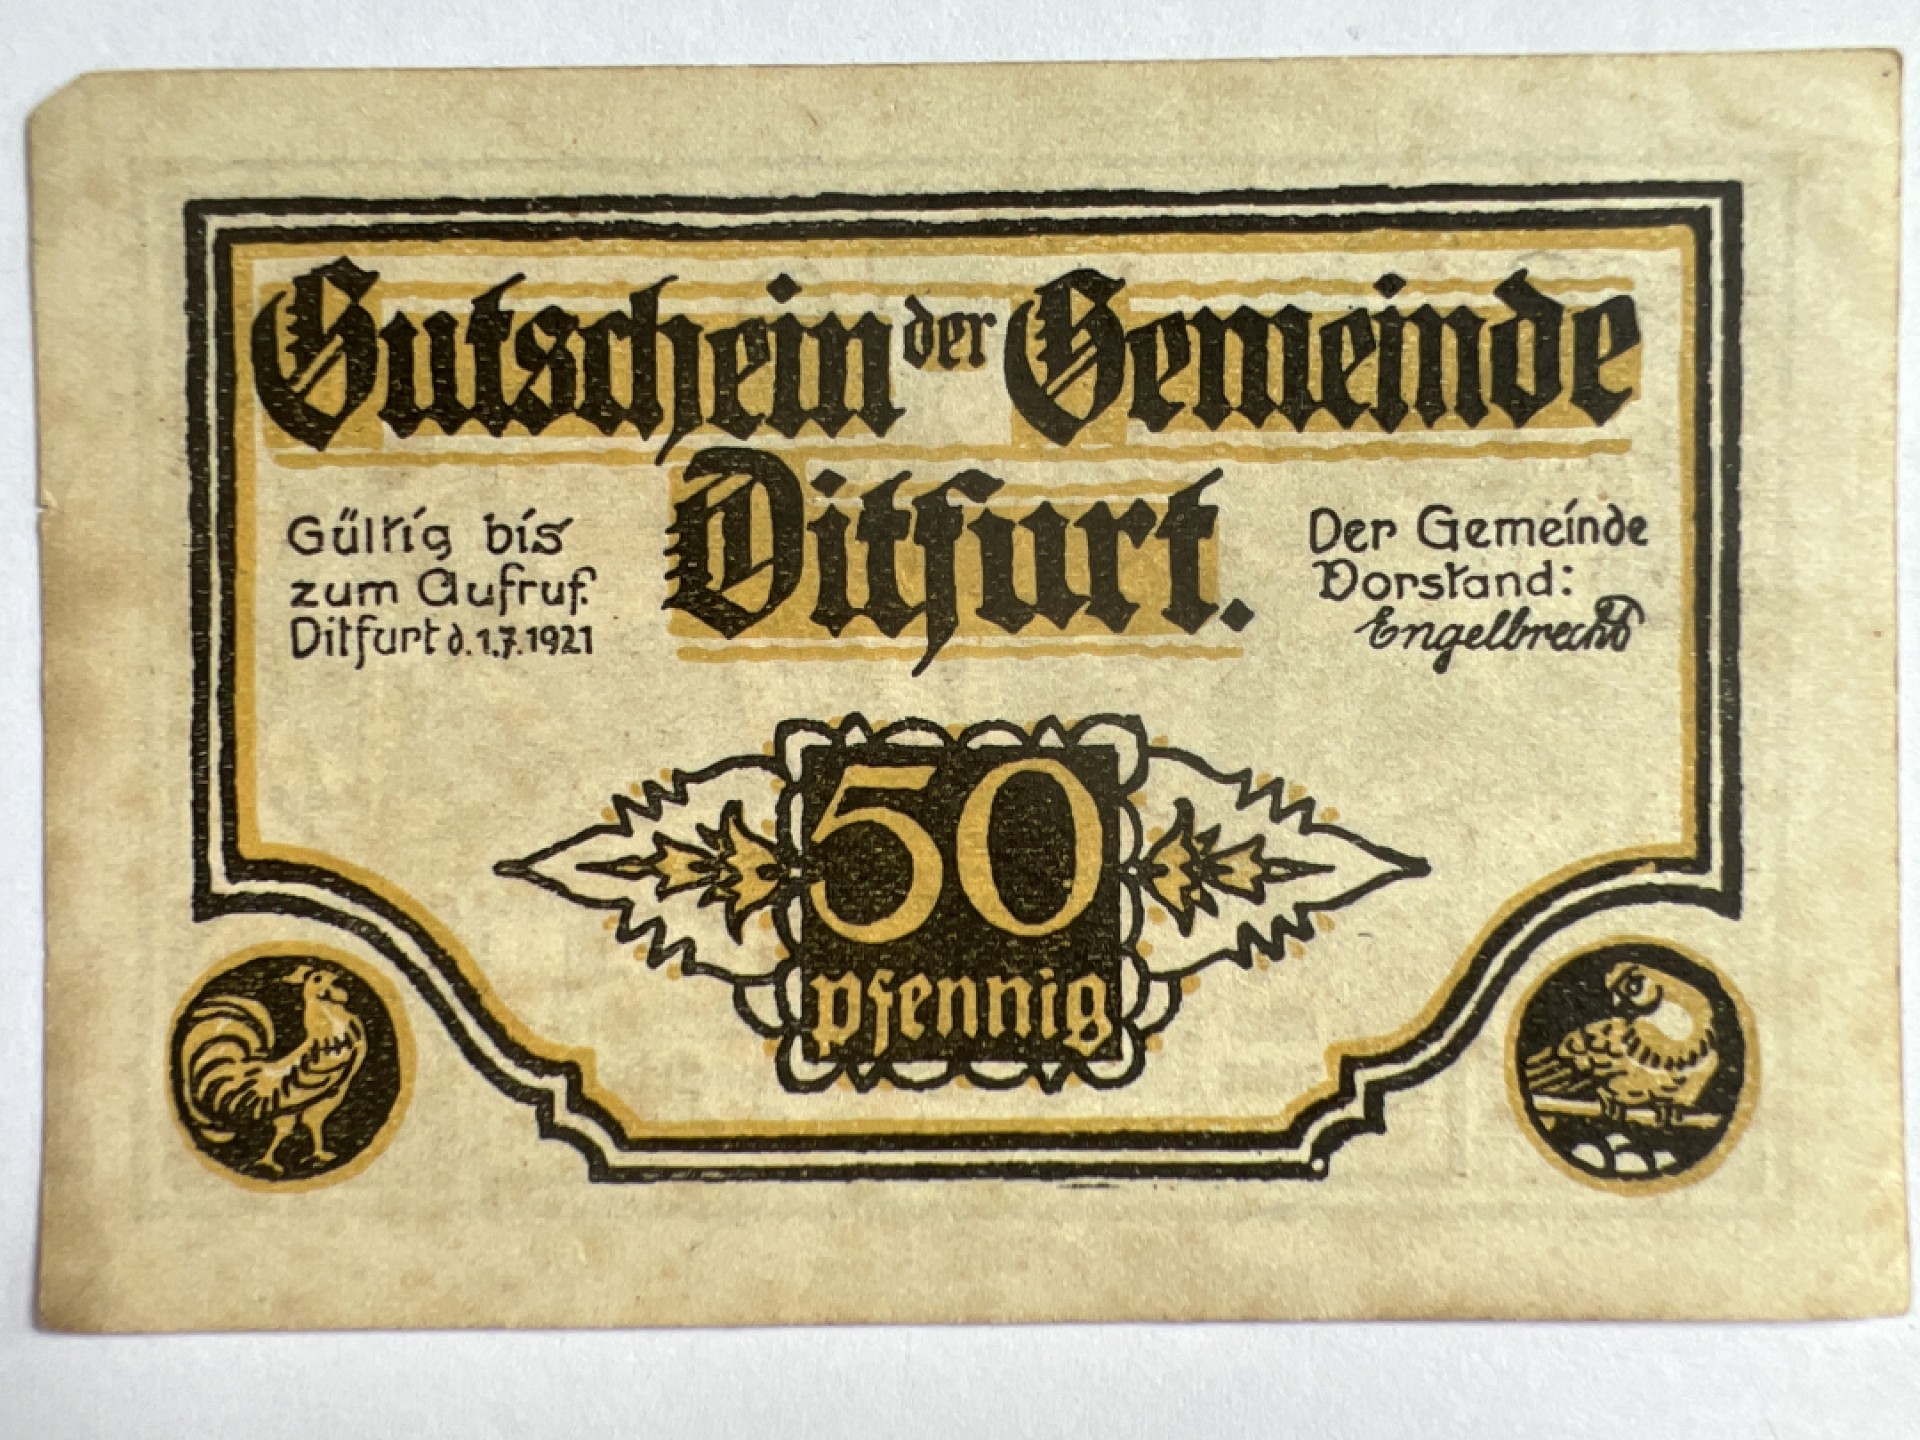 Gutschein der Gemeinde
Ditfurt.
Gültig bis
zum Aufruf.
Ditfurt d. 1.7.1921
Der Gemeinde
Vorstand:
Engelbrecht
50
pfennig